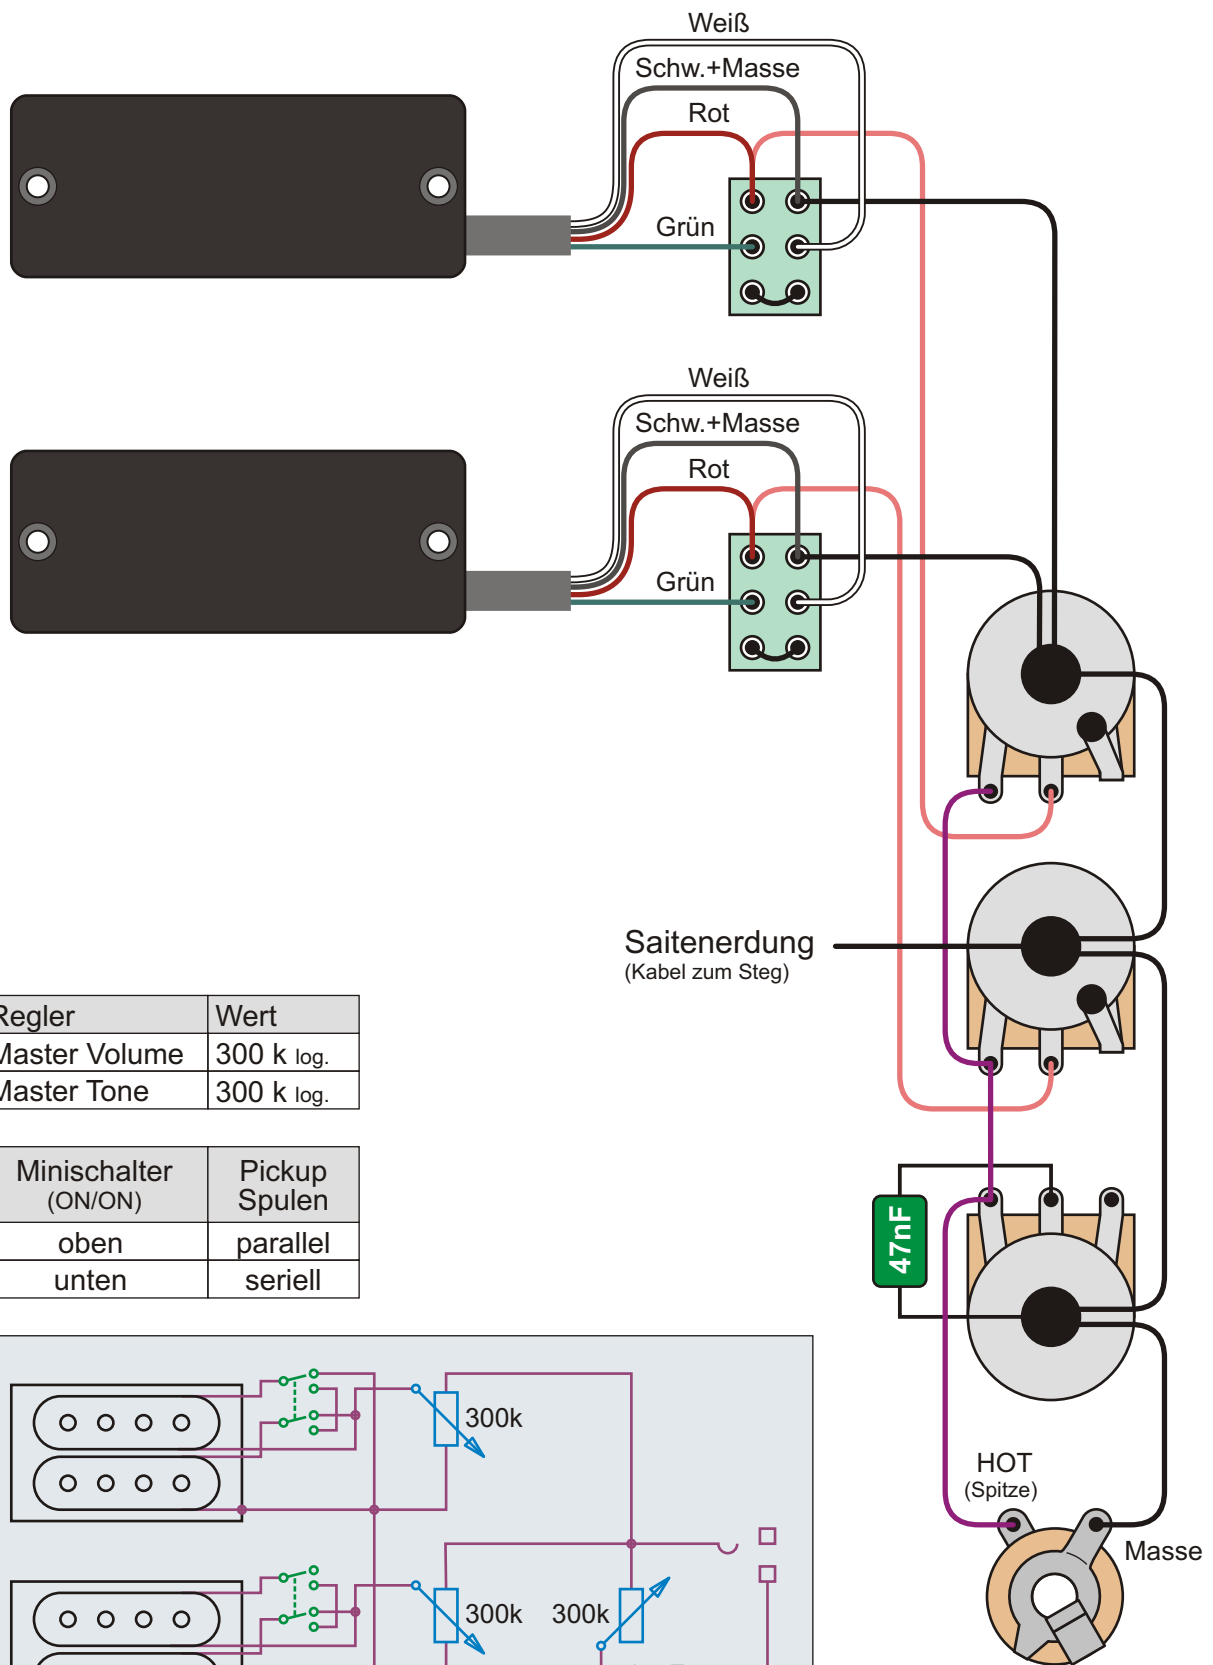 Weiß
Schw.+Masse
Rot
Grün
Weiß
Schw.+Masse
Rot
Grün
Saitenerdung
(Kabel zum Steg)
Regler Wert
Master Volume 300 k log.
Master Tone 300 k log.
Minischalter Pickup
(ON/ON) Spulen
oben parallel
unten seriell
47nF
300k
HOT
(Spitze)
Masse
300k 300k